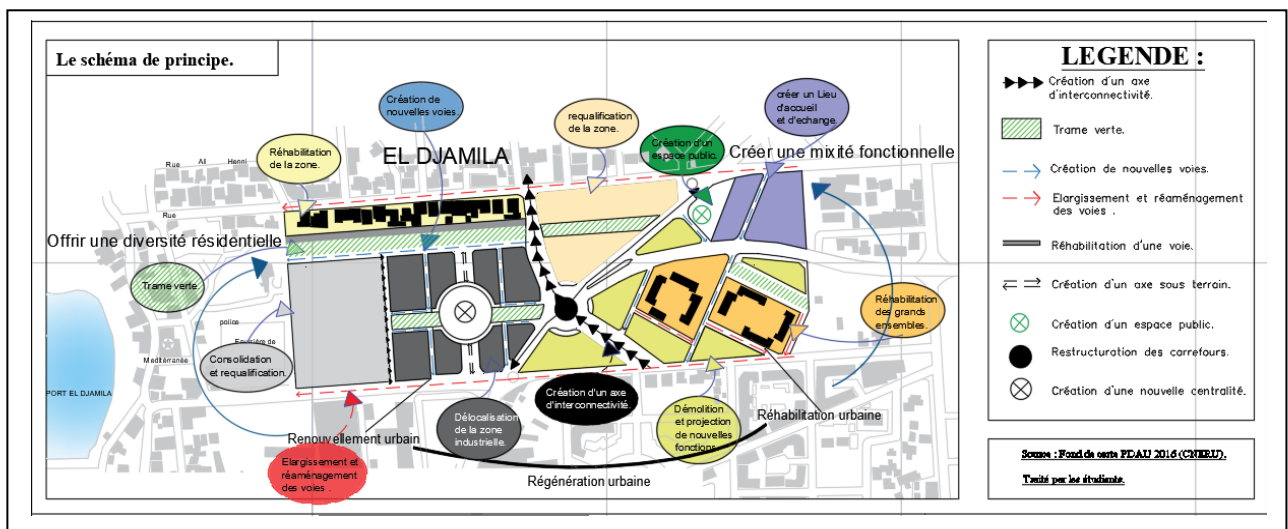 Le schéma de principe.
Création de
nouvelles voies.
requalification
de la zone.
créer un Lieu
d'accueil
et d'echange.
Rue Ali Henni
Réhabilitation
de la zone.
EL DJAMILA
Création d'un
espace public.
Créer une mixité fonctionnelle
Rue
Offrir une diversité résidentielle
Trame verte.
Réhabilitation
des grands
ensembles.
police
Mediterránée
Consolidation
et requalification.
PORT EL DJAMILA
Création d'un axe
d'interconnectivité.
Délocalisation
de la zone
industrielle.
Démolition
et projection
de nouvelles
fonctions.
Réhabilitation urbaine
Renouvellement urbain
Elargissement et
réaménagement
des voies .
Régénération urbaine
LEGENDE :
Création d'un axe
d'interconnectivité.
Trame verte.
Création de nouvelles voies.
Elargissement et réaménagement
des voies .
Réhabilitation d'une voie.
Création d'un axe sous terrain.
Création d'un espace public.
Restructuration des carrefours.
Création d'une nouvelle centralité.
Source : Fond de carte PDAU 2016 (CNERU).
Traité par les étudiants.